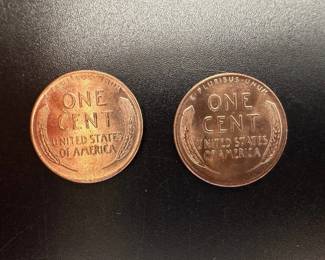 ONE
CENT
UNITED STATES
OF AMERICA
E · PLURIBUS · UNUM
ONE
CENT
UNITED STATES
OF AMERICA